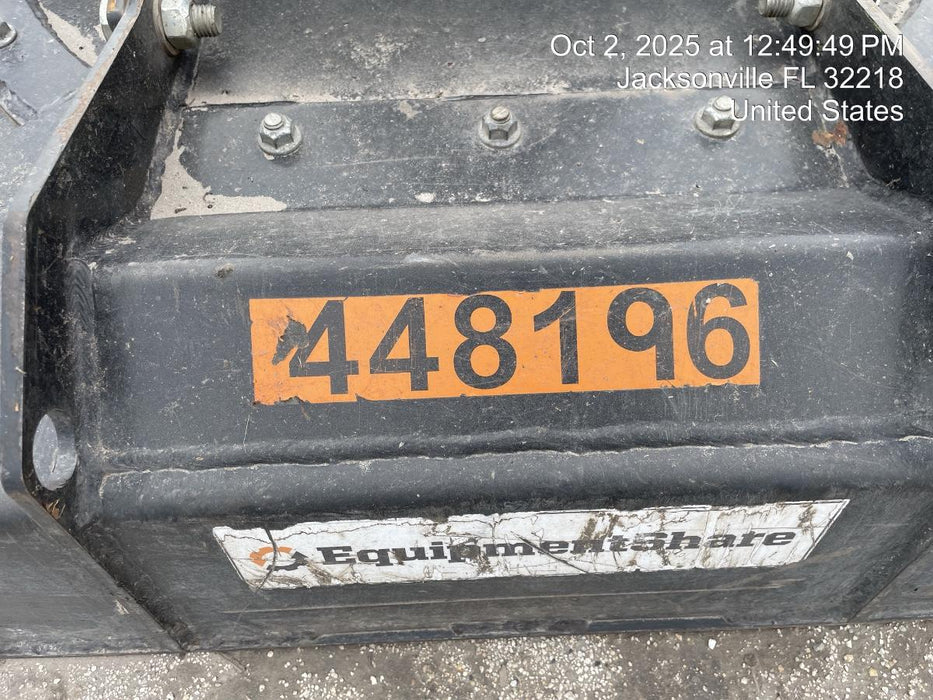 Oct 2, 2025 at 12:49:49 PM
Jacksonville FL 32218
United States
448196
EquipmentShare